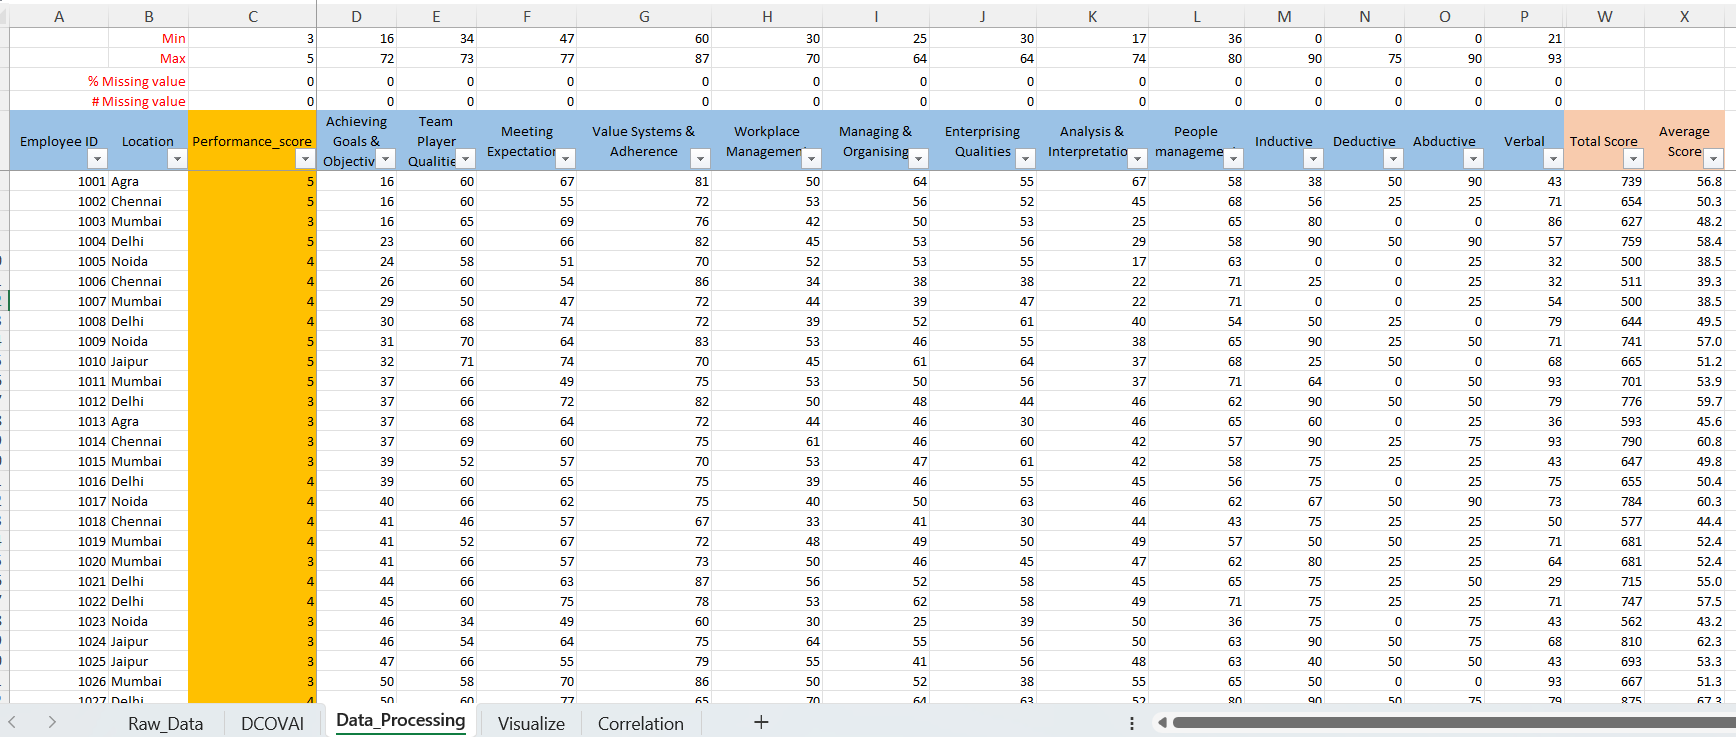 A B C D E F G H I J K L M N O P W X
Min 3 16 34 47 60 30 25 30 17 36 0 0 0 21
Max 5 72 73 77 87 70 64 64 74 80 90 75 90 93
% Missing value 0 0 0 0 0 0 0 0 0 0 0 0 0 0
# Missing value 0 0 0 0 0 0 0 0 0 0 0 0 0 0
Employee ID Location Performance_score Achieving Goals & Objectiv Team Player Qualitie Meeting Expectation Value Systems & Adherence Workplace Managemen Managing & Organising Enterprising Qualities Analysis & Interpretatio People manageme Inductive Deductive Abductive Verbal Total Score Average Score
1001 Agra 5 16 60 67 81 50 64 55 67 58 38 50 90 43 739 56.8
1002 Chennai 5 16 60 55 72 53 56 52 45 68 56 25 25 71 654 50.3
1003 Mumbai 3 16 65 69 76 42 50 53 25 65 80 0 0 86 627 48.2
1004 Delhi 5 23 60 66 82 45 53 56 29 58 90 50 90 57 759 58.4
1005 Noida 4 24 58 51 70 52 53 55 17 63 0 0 25 32 500 38.5
1006 Chennai 4 26 60 54 86 34 38 38 22 71 25 0 25 32 511 39.3
1007 Mumbai 4 29 50 47 72 44 39 47 22 71 0 0 25 54 500 38.5
1008 Delhi 4 30 68 74 72 39 52 61 40 54 50 25 0 79 644 49.5
1009 Noida 5 31 70 64 83 53 46 55 38 65 90 25 50 71 741 57.0
1010 Jaipur 5 32 71 74 70 45 61 64 37 68 25 50 0 68 665 51.2
1011 Mumbai 5 37 66 49 75 53 50 56 37 71 64 0 50 93 701 53.9
1012 Delhi 3 37 66 72 82 50 48 44 46 62 90 50 50 79 776 59.7
1013 Agra 3 37 68 64 72 44 46 30 46 65 60 0 25 36 593 45.6
1014 Chennai 3 37 69 60 75 61 46 60 42 57 90 25 75 93 790 60.8
1015 Mumbai 3 39 52 57 70 53 47 61 42 58 75 25 25 43 647 49.8
1016 Delhi 4 39 60 65 75 39 46 55 45 56 75 0 25 75 655 50.4
1017 Noida 4 40 66 62 75 40 50 63 46 62 67 50 90 73 784 60.3
1018 Chennai 4 41 46 57 67 33 41 30 44 43 75 25 25 50 577 44.4
1019 Mumbai 4 41 52 67 72 48 49 50 49 57 50 50 25 71 681 52.4
1020 Mumbai 3 41 66 57 73 50 46 45 47 62 80 25 25 64 681 52.4
1021 Delhi 4 44 66 63 87 56 52 58 45 65 75 25 50 29 715 55.0
1022 Delhi 4 45 60 75 78 53 62 58 49 71 75 25 25 71 747 57.5
1023 Noida 3 46 34 49 60 30 25 39 50 36 75 0 75 43 562 43.2
1024 Jaipur 3 46 54 64 75 64 55 56 50 63 90 50 75 68 810 62.3
1025 Jaipur 3 47 66 55 79 55 41 56 48 63 40 50 50 43 693 53.3
1026 Mumbai 3 50 58 70 86 50 52 38 55 65 50 0 0 93 667 51.3
1027 Delhi 4 50 60 77 65 70 64 63 52 80 90 50 75 79 875 67.3
Raw_Data DCOVAI Data_Processing Visualize Correlation